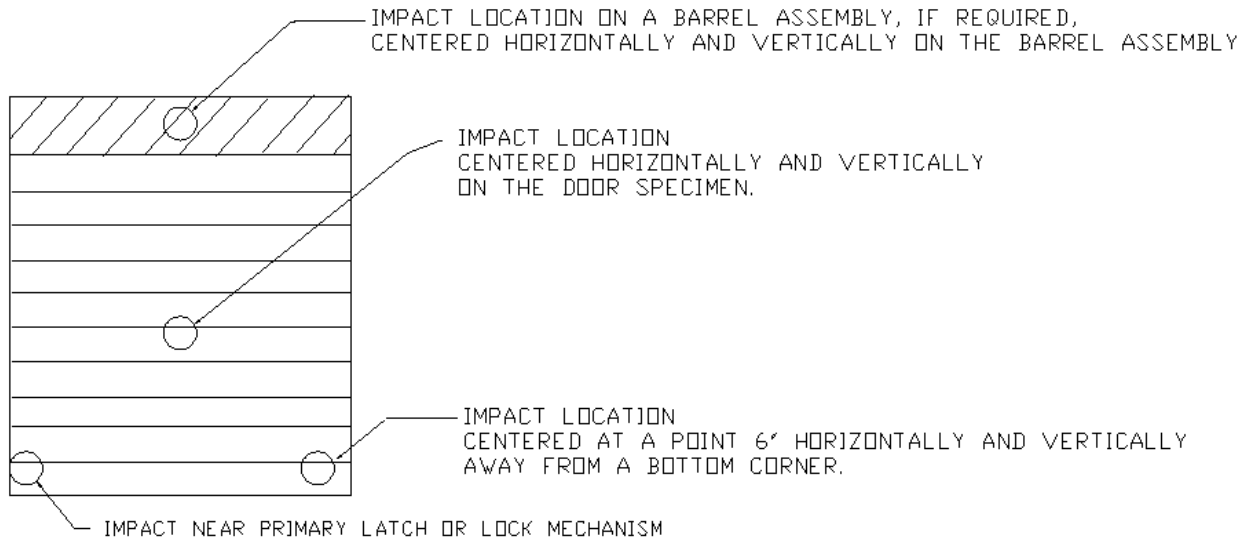 IMPACT LOCATION ON A BARREL ASSEMBLY, IF REQUIRED,
CENTERED HORIZONTALLY AND VERTICALLY ON THE BARREL ASSEMBLY
IMPACT LOCATION
CENTERED HORIZONTALLY AND VERTICALLY
ON THE DOOR SPECIMEN.
IMPACT LOCATION
CENTERED AT A POINT 6' HORIZONTALLY AND VERTICALLY
AWAY FROM A BOTTOM CORNER.
IMPACT NEAR PRIMARY LATCH OR LOCK MECHANISM